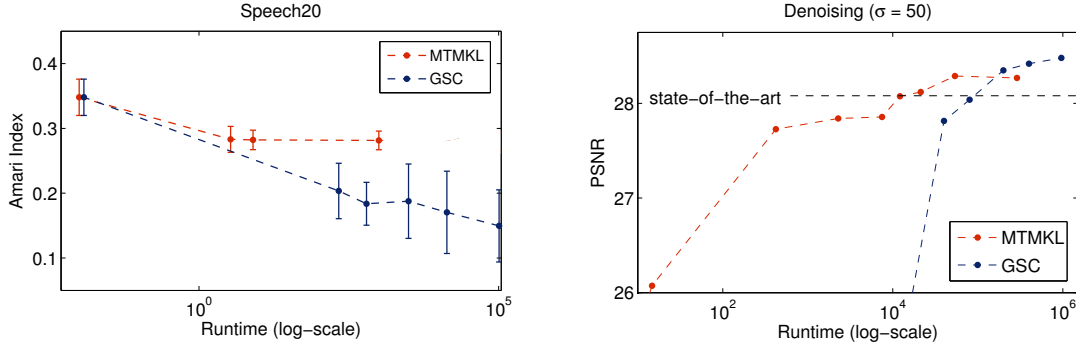 Speech20
Amari Index
0.4
0.3
0.2
0.1
MTMKL
GSC
10^0
10^5
Runtime (log−scale)
Denoising (σ = 50)
PSNR
28
27
26
state−of−the−art
MTMKL
GSC
10^2
10^4
10^6
Runtime (log−scale)